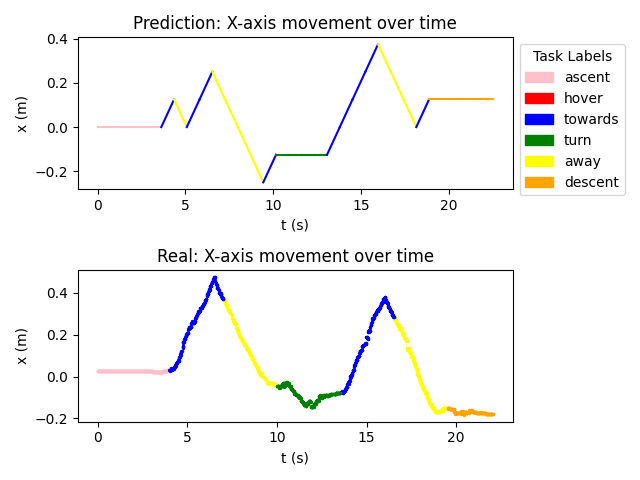 Prediction: X-axis movement over time
0.4
0.2
0.0
−0.2
x (m)
0 5 10 15 20
t (s)
Task Labels
ascent
hover
towards
turn
away
descent
Real: X-axis movement over time
0.4
0.2
0.0
−0.2
x (m)
0 5 10 15 20
t (s)